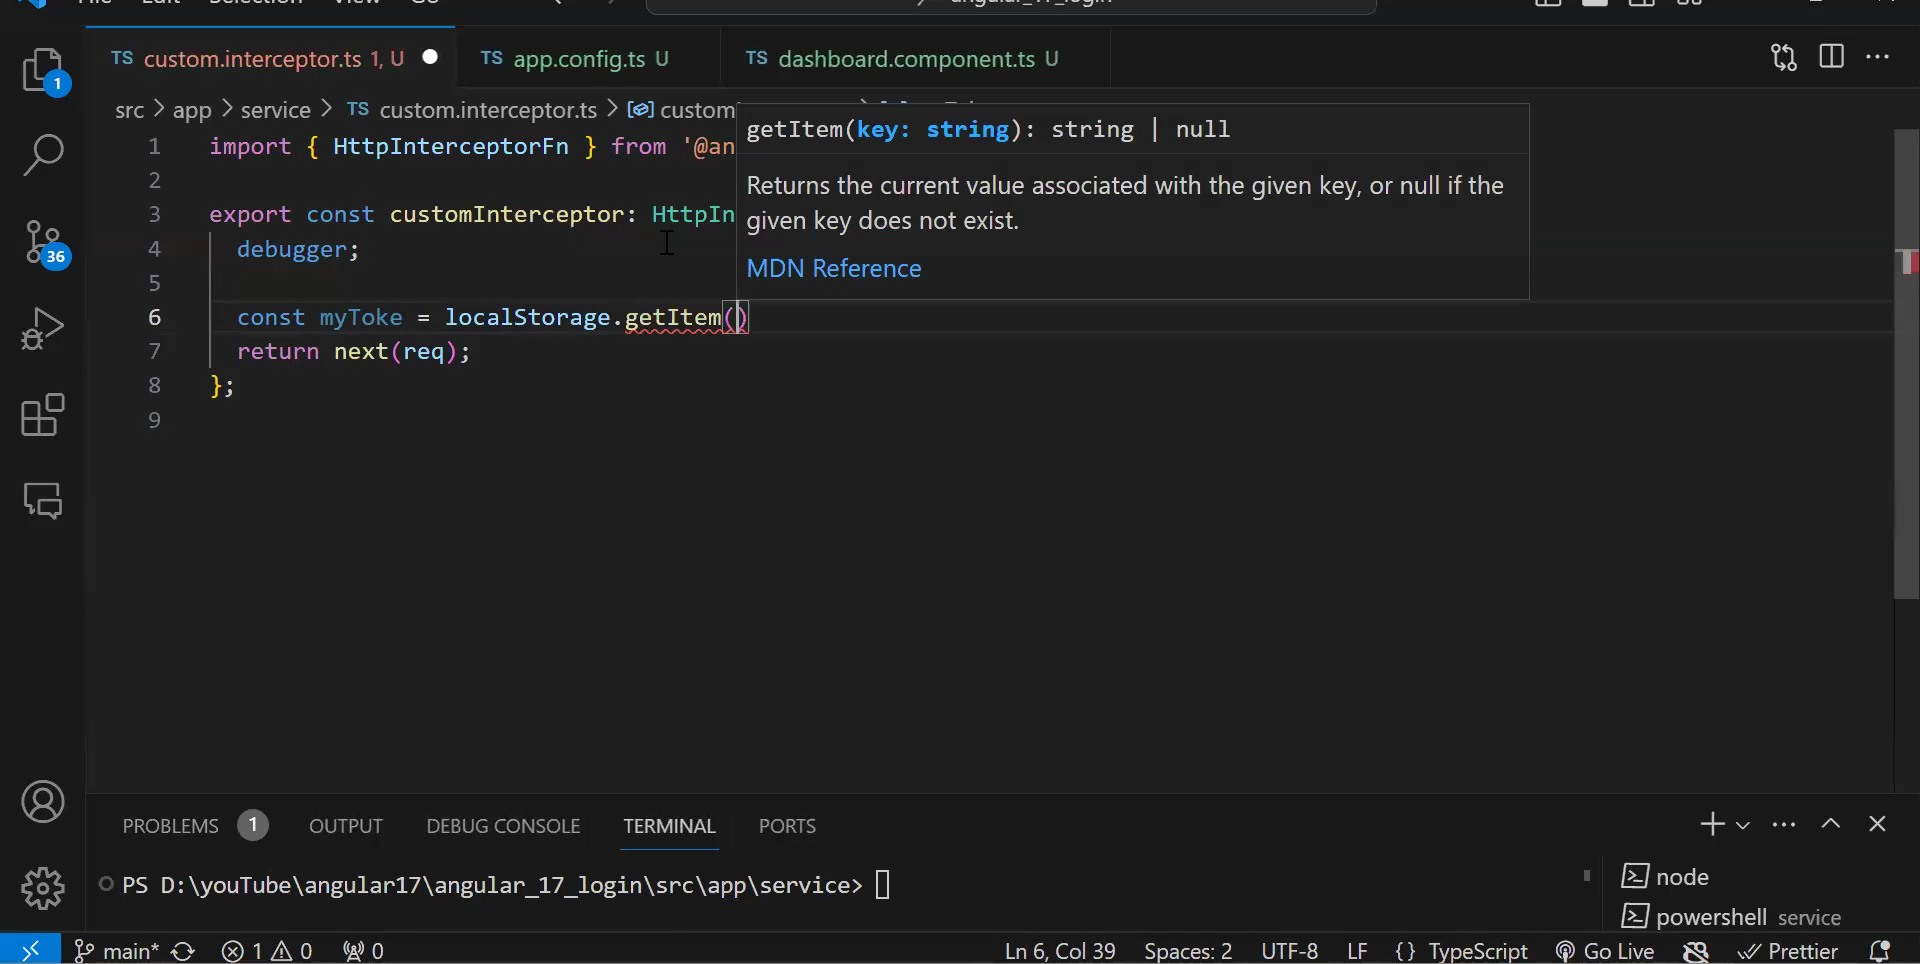 TS custom.interceptor.ts 1, U
TS app.config.ts U
TS dashboard.component.ts U
1
src > app > service > TS custom.interceptor.ts > custom
getItem(key: string): string | null
Returns the current value associated with the given key, or null if the
given key does not exist.
MDN Reference
1 import { HttpInterceptorFn } from '@an
2
3 export const customInterceptor: HttpIn
4 debugger;
5
6 const myToke = localStorage.getItem()
7 return next(req);
8 };
9
36
PROBLEMS 1 OUTPUT DEBUG CONSOLE TERMINAL PORTS
PS D:\youTube\angular17\angular_17_login\src\app\service>
node
powershell service
main* 1 0 0 Ln 6, Col 39 Spaces: 2 UTF-8 LF {} TypeScript Go Live Prettier